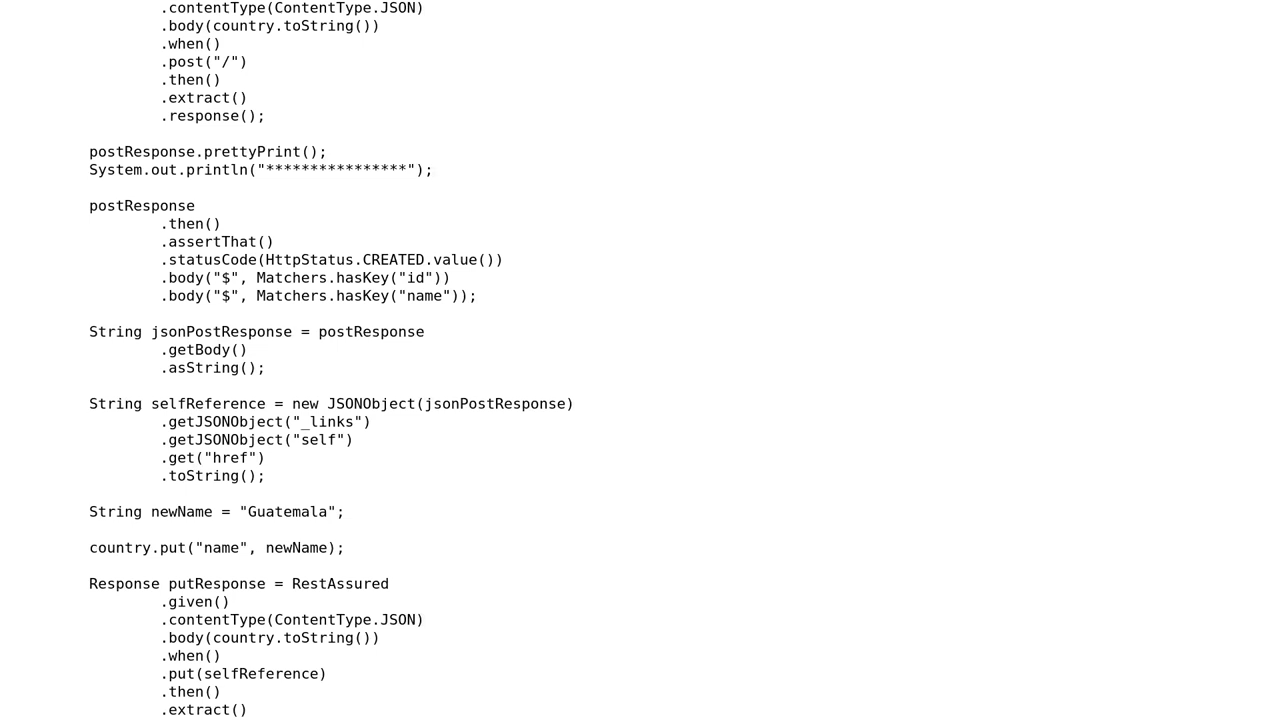 .contentType(ContentType.JSON)
.body(country.toString())
.when()
.post("/")
.then()
.extract()
.response();
postResponse.prettyPrint();
System.out.println("****************");
postResponse
.then()
.assertThat()
.statusCode(HttpStatus.CREATED.value())
.body("$", Matchers.hasKey("id"))
.body("$", Matchers.hasKey("name"));
String jsonPostResponse = postResponse
.getBody()
.asString();
String selfReference = new JSONObject(jsonPostResponse)
.getJSONObject("_links")
.getJSONObject("self")
.get("href")
.toString();
String newName = "Guatemala";
country.put("name", newName);
Response putResponse = RestAssured
.given()
.contentType(ContentType.JSON)
.body(country.toString())
.when()
.put(selfReference)
.then()
.extract()